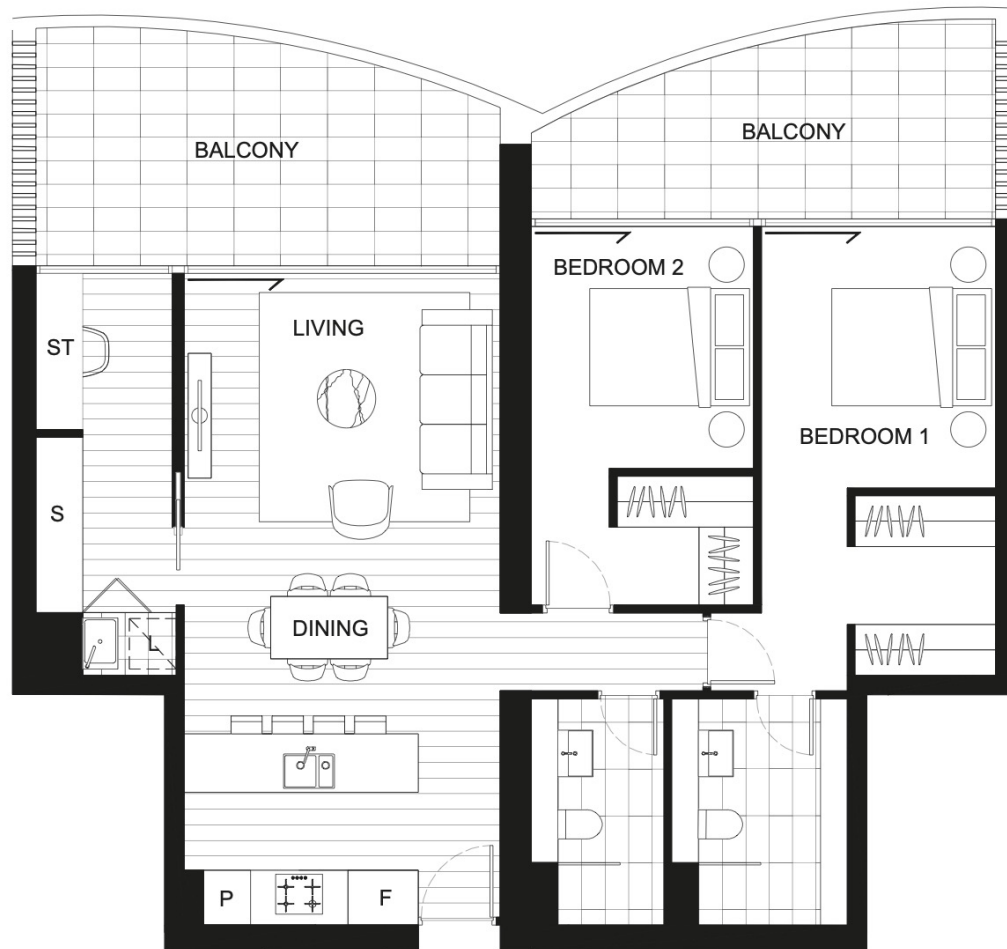 BALCONY
BALCONY
BEDROOM 2
LIVING
ST
BEDROOM 1
S
DINING
L
P
F